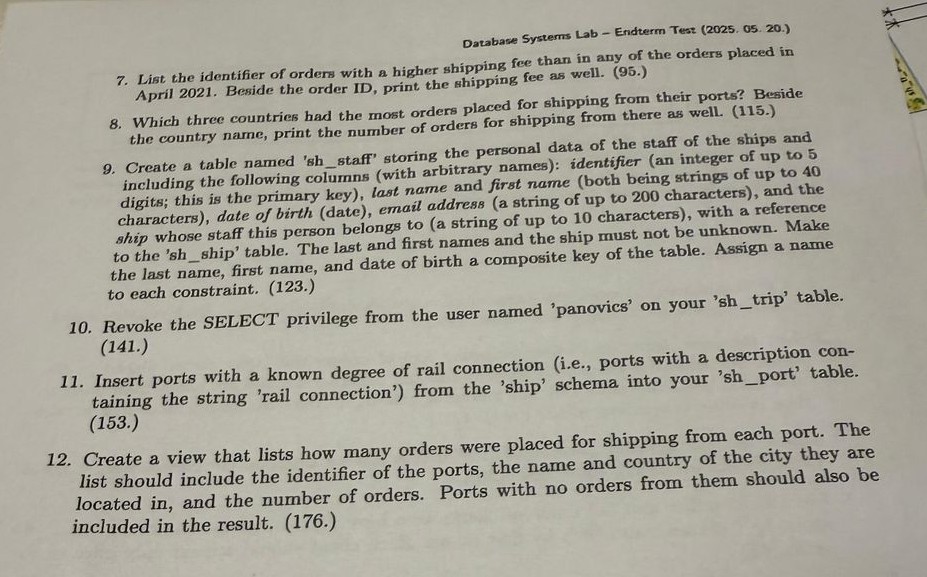 Database Systems Lab – Endterm Test (2025. 05. 20.)
7. List the identifier of orders with a higher shipping fee than in any of the orders placed in
April 2021. Beside the order ID, print the shipping fee as well. (95.)
8. Which three countries had the most orders placed for shipping from their ports? Beside
the country name, print the number of orders for shipping from there as well. (115.)
9. Create a table named 'sh_staff' storing the personal data of the staff of the ships and
including the following columns (with arbitrary names): identifier (an integer of up to 5
digits; this is the primary key), last name and first name (both being strings of up to 40
characters), date of birth (date), email address (a string of up to 200 characters), and the
ship whose staff this person belongs to (a string of up to 10 characters), with a reference
to the 'sh_ship' table. The last and first names and the ship must not be unknown. Make
the last name, first name, and date of birth a composite key of the table. Assign a name
to each constraint. (123.)
10. Revoke the SELECT privilege from the user named 'panovics' on your 'sh_trip' table.
(141.)
11. Insert ports with a known degree of rail connection (i.e., ports with a description con-
taining the string 'rail connection') from the 'ship' schema into your 'sh_port' table.
(153.)
12. Create a view that lists how many orders were placed for shipping from each port. The
list should include the identifier of the ports, the name and country of the city they are
located in, and the number of orders. Ports with no orders from them should also be
included in the result. (176.)